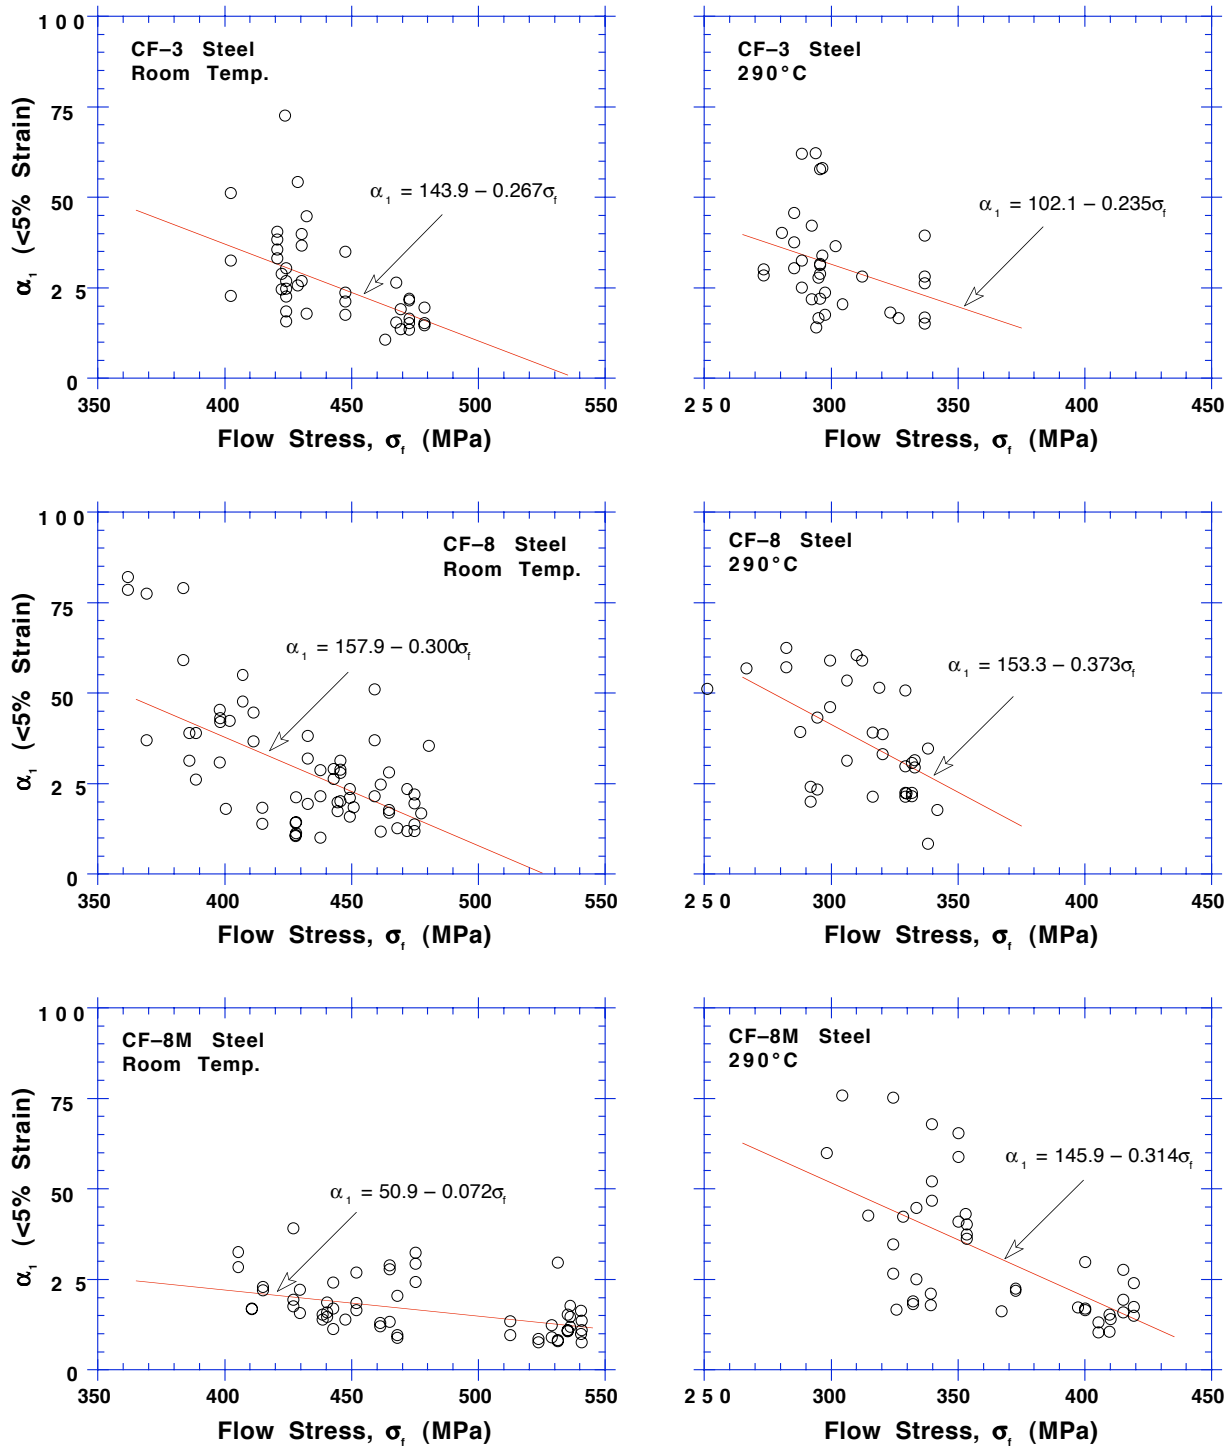 100
75
50
25
0
350 400 450 500 550
α₁ (<5% Strain)
Flow Stress, σf (MPa)
CF–3 Steel
Room Temp.
α₁ = 143.9 – 0.267σf
250 300 350 400 450
Flow Stress, σf (MPa)
CF–3 Steel
290°C
α₁ = 102.1 – 0.235σf
100
75
50
25
0
350 400 450 500 550
α₁ (<5% Strain)
Flow Stress, σf (MPa)
CF–8 Steel
Room Temp.
α₁ = 157.9 – 0.300σf
250 300 350 400 450
Flow Stress, σf (MPa)
CF–8 Steel
290°C
α₁ = 153.3 – 0.373σf
100
75
50
25
0
350 400 450 500 550
α₁ (<5% Strain)
Flow Stress, σf (MPa)
CF–8M Steel
Room Temp.
α₁ = 50.9 – 0.072σf
250 300 350 400 450
Flow Stress, σf (MPa)
CF–8M Steel
290°C
α₁ = 145.9 – 0.314σf